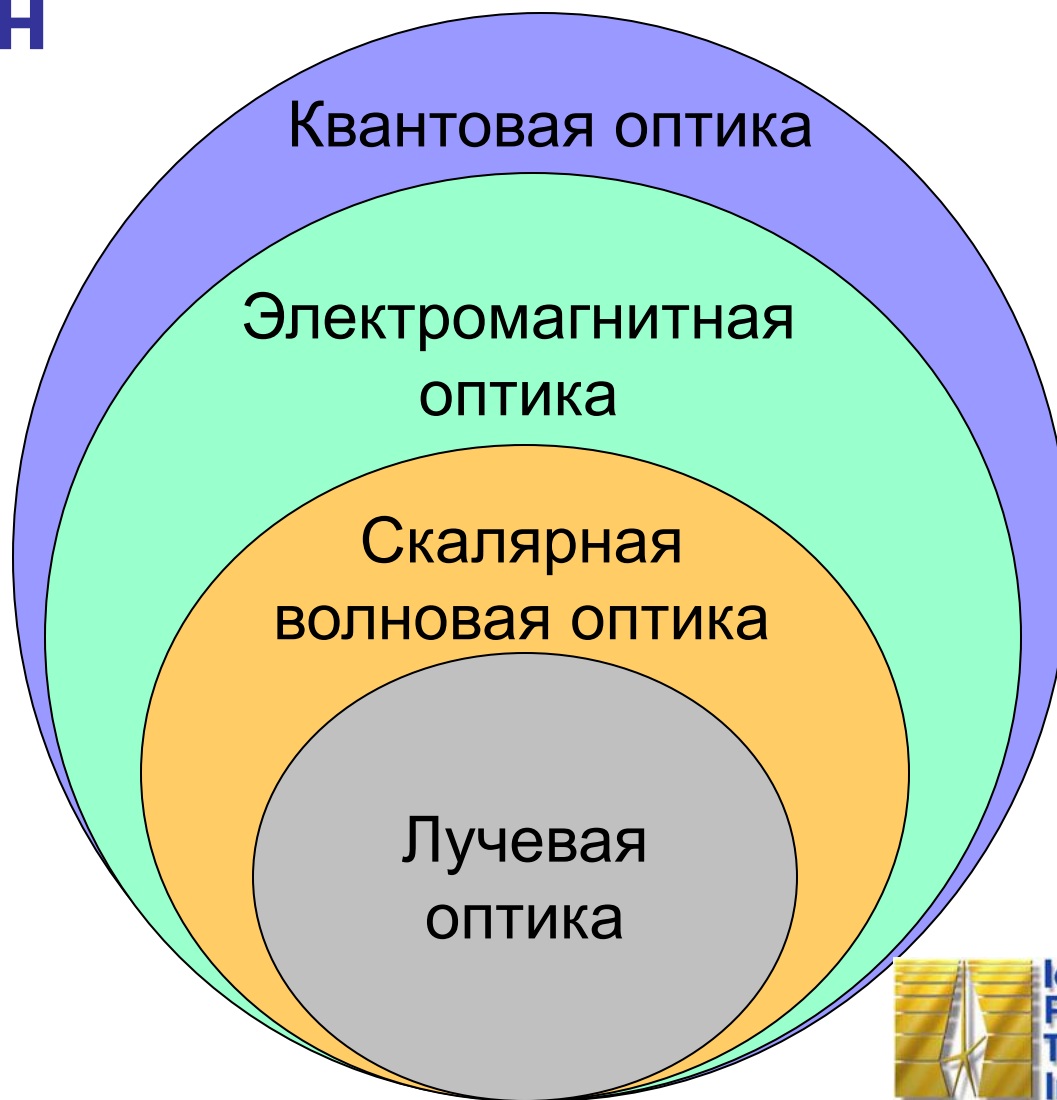 н
Квантовая оптика
Электромагнитная
оптика
Скалярная
волновая оптика
Лучевая
оптика